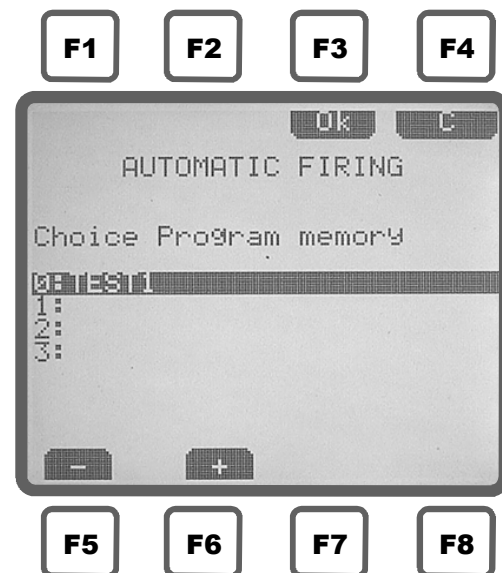 F1 F2 F3 F4
Ok C
AUTOMATIC FIRING
Choice Program memory
0:TEST1
1:
2:
3:
- +
F5 F6 F7 F8